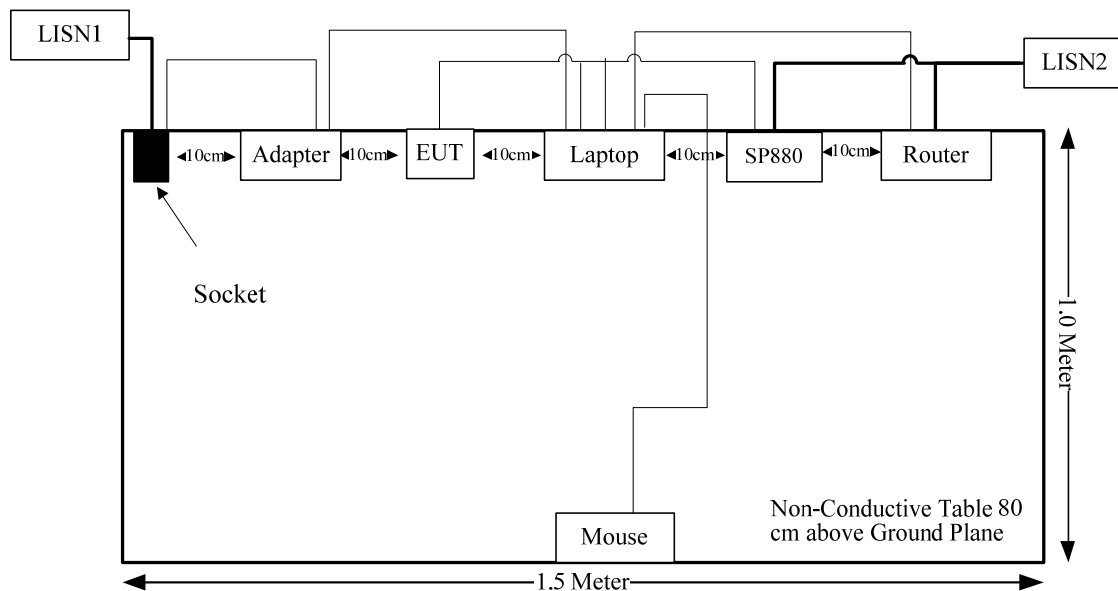 LISN1
LISN2
10cm
Adapter
10cm
EUT
10cm
Laptop
10cm
SP880
10cm
Router
Socket
1.0 Meter
Non-Conductive Table 80
cm above Ground Plane
Mouse
1.5 Meter